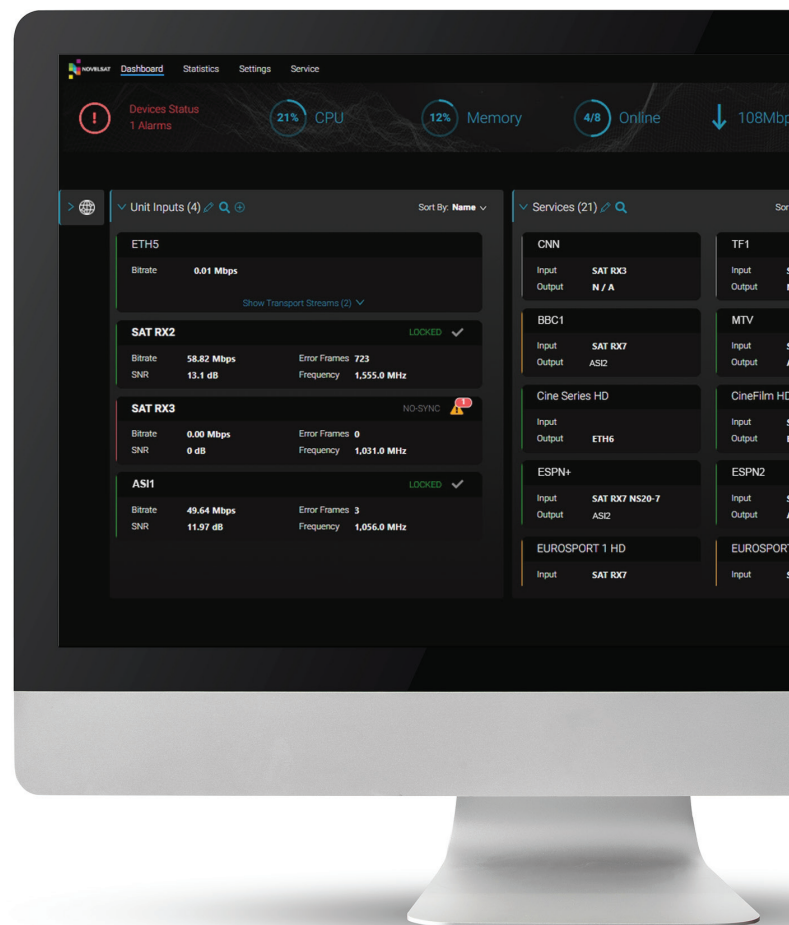 NOVELSAT Dashboard Statistics Settings Service
Devices Status
1 Alarms
21% CPU
12% Memory
4/8 Online
108Mbp
Unit Inputs (4)
Sort By: Name
ETH5
Bitrate 0.01 Mbps
Show Transport Streams (2)
SAT RX2 LOCKED
Bitrate 58.82 Mbps Error Frames 723
SNR 13.1 dB Frequency 1,555.0 MHz
SAT RX3 NO-SYNC 1
Bitrate 0.00 Mbps Error Frames 0
SNR 0 dB Frequency 1,031.0 MHz
ASI1 LOCKED
Bitrate 49.64 Mbps Error Frames 3
SNR 11.97 dB Frequency 1,056.0 MHz
Services (21)
Sor
CNN
Input SAT RX3
Output N / A
BBC1
Input SAT RX7
Output ASI2
Cine Series HD
Input
Output ETH6
ESPN+
Input SAT RX7 NS20-7
Output ASI2
EUROSPORT 1 HD
Input SAT RX7
TF1
Input
Output
MTV
Input
Output
CineFilm HD
Input
Output
ESPN2
Input
Output
EUROSPORT
Input